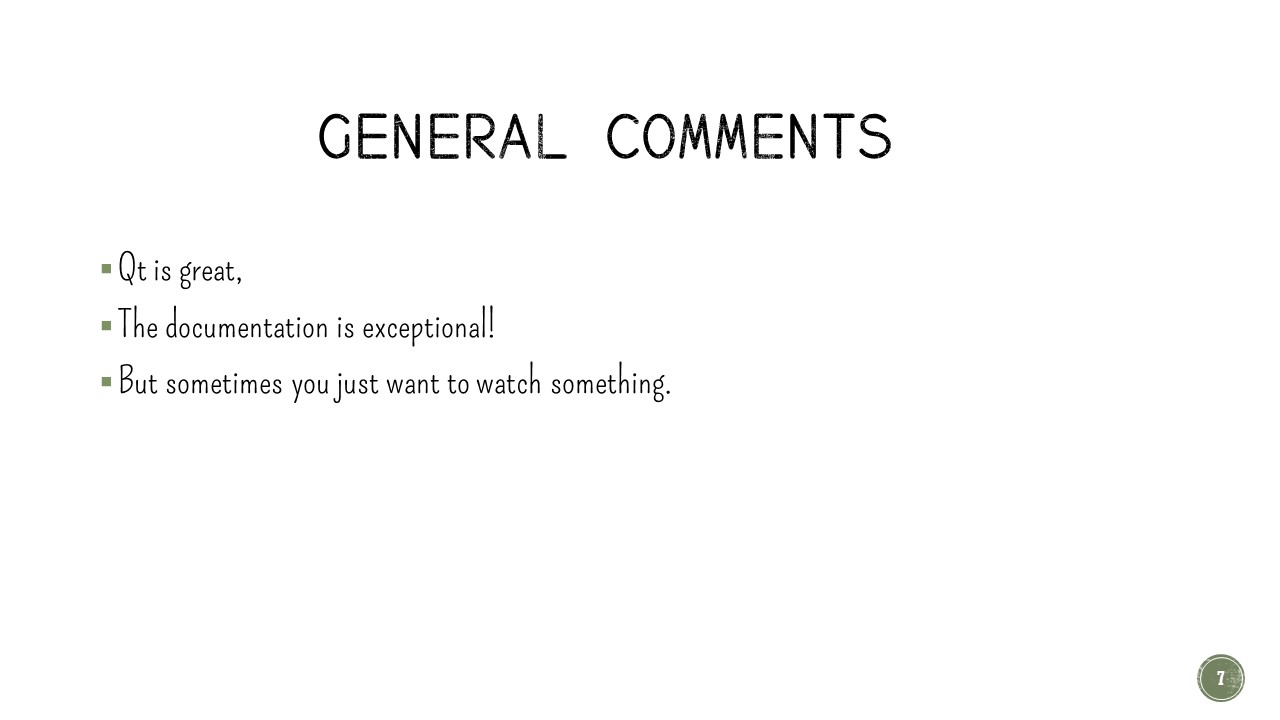 GENERAL COMMENTS
▪ Qt is great,
▪ The documentation is exceptional!
▪ But sometimes you just want to watch something.
7